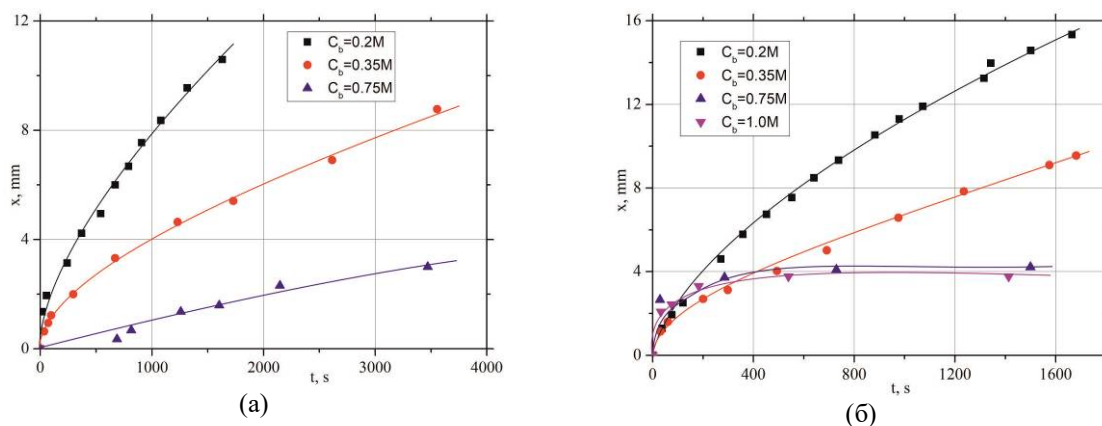 12
8
4
0
x, mm
C_b=0.2M
C_b=0.35M
C_b=0.75M
0 1000 2000 3000 4000
t, s
(а)
16
12
8
4
0
x, mm
C_b=0.2M
C_b=0.35M
C_b=0.75M
C_b=1.0M
0 400 800 1200 1600
t, s
(б)